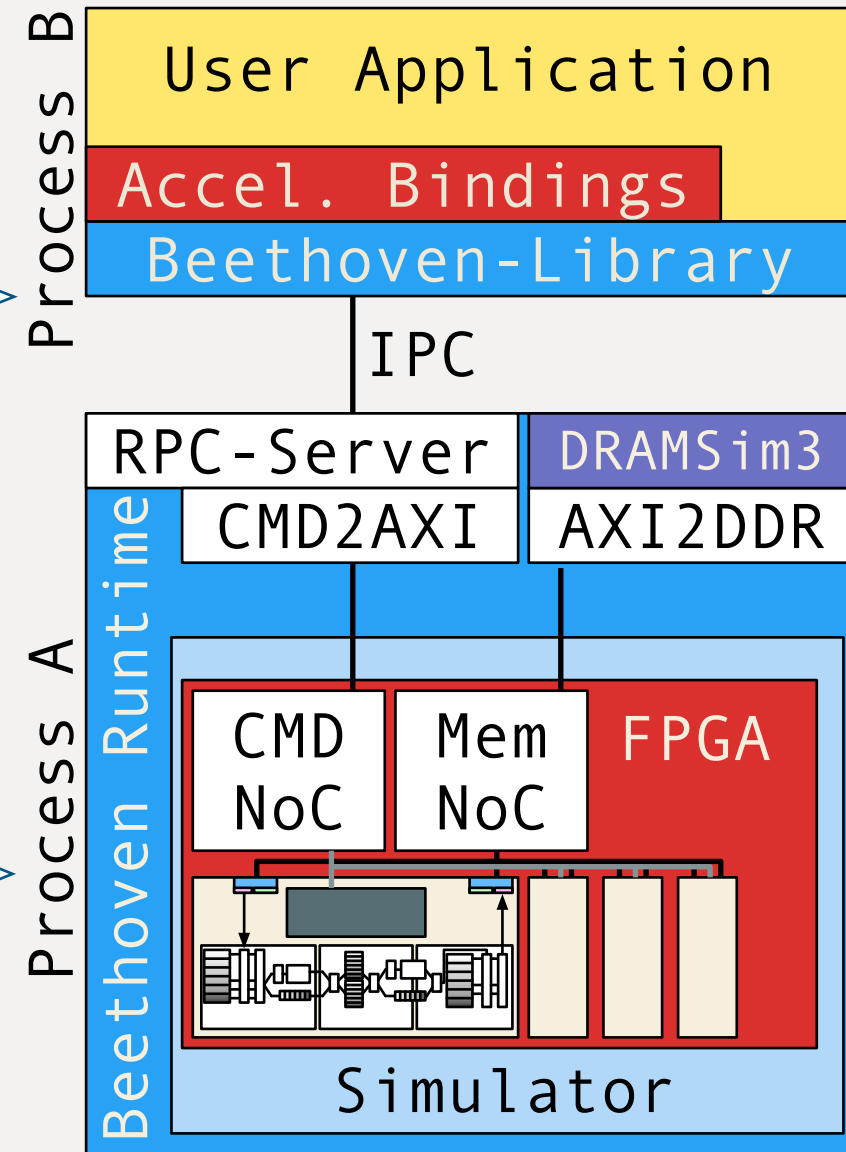 Process B
User Application
Accel. Bindings
Beethoven-Library
IPC
Process A
RPC-Server
DRAMSim3
CMD2AXI
AXI2DDR
Beethoven Runtime
CMD
NoC
Mem
NoC
FPGA
Simulator